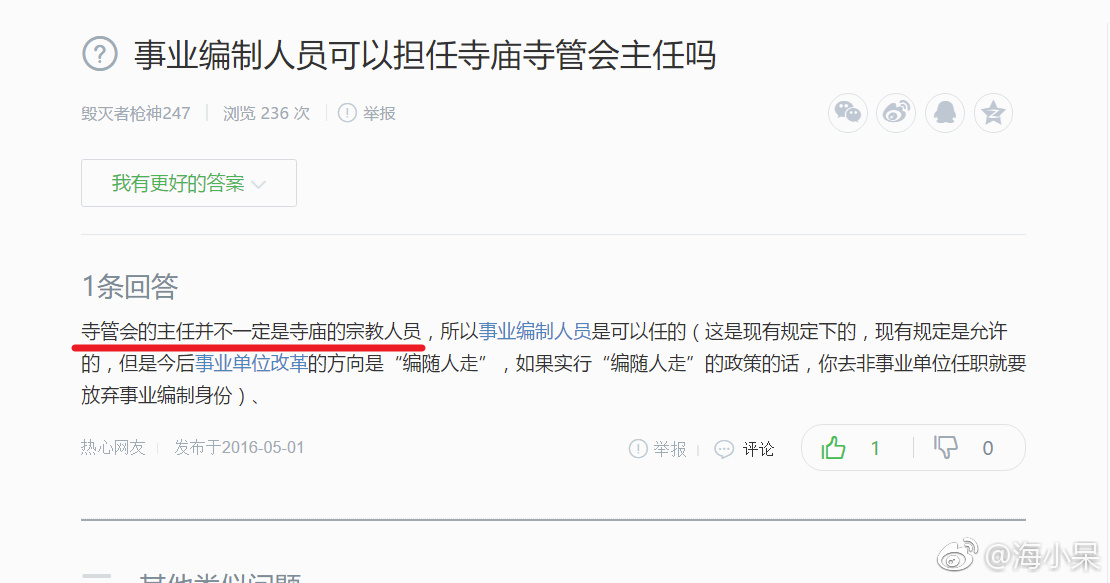 事业编制人员可以担任寺庙寺管会主任吗
毁灭者枪神247 浏览 236 次 举报
我有更好的答案
1条回答
寺管会的主任并不一定是寺庙的宗教人员，所以事业编制人员是可以任的（这是现有规定下的，现有规定是允许
的，但是今后事业单位改革的方向是“编随人走”，如果实行“编随人走”的政策的话，你去非事业单位任职就要
放弃事业编制身份）、
热心网友 发布于2016-05-01 举报 评论 1 0
其他类似问题
@海小呆